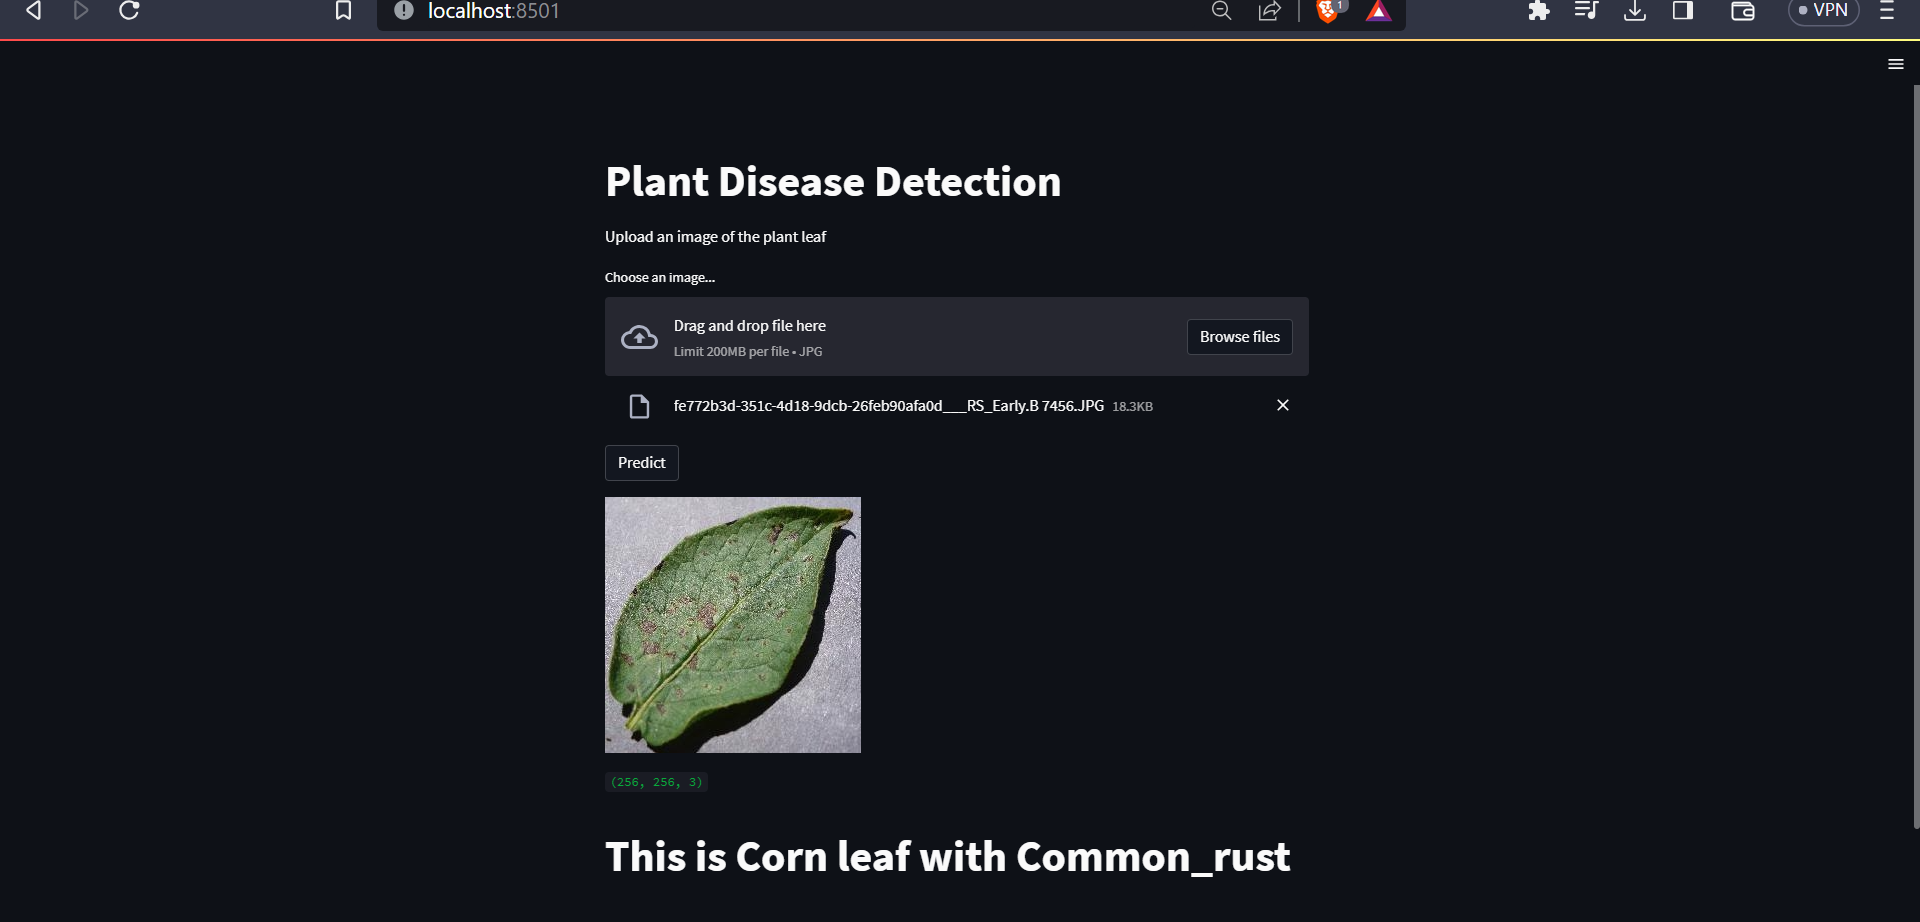 localhost:8501
1
VPN
Plant Disease Detection
Upload an image of the plant leaf
Choose an image...
Drag and drop file here
Limit 200MB per file • JPG
Browse files
fe772b3d-351c-4d18-9dcb-26feb90afa0d___RS_Early.B 7456.JPG 18.3KB
Predict
(256, 256, 3)
This is Corn leaf with Common_rust